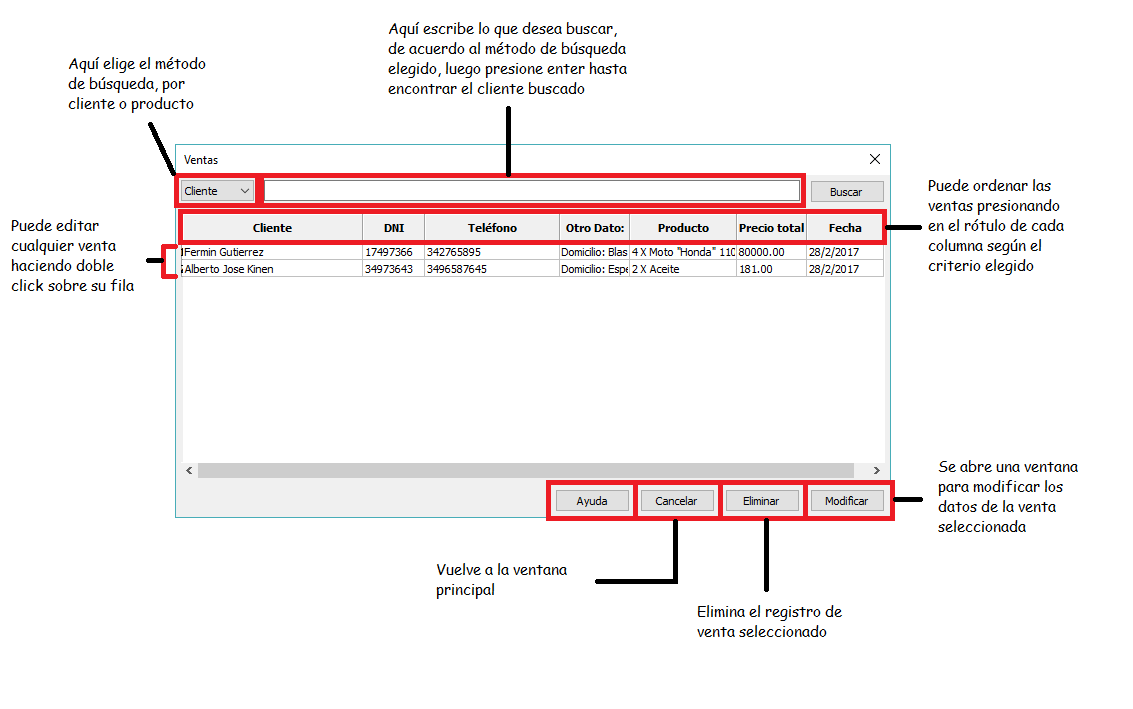 Aquí escribe lo que desea buscar,
de acuerdo al método de búsqueda
elegido, luego presione enter hasta
encontrar el cliente buscado
Aquí elige el método
de búsqueda, por
cliente o producto
Ventas
Cliente
Buscar
Puede ordenar las
ventas presionando
en el rótulo de cada
columna según el
criterio elegido
Puede editar
cualquier venta
haciendo doble
click sobre su fila
Cliente DNI Teléfono Otro Dato: Producto Precio total Fecha
Fermin Gutierrez 17497366 342765895 Domicilio: Blas 4 X Moto "Honda" 110 80000.00 28/2/2017
Alberto Jose Kinen 34973643 3496587645 Domicilio: Espe 2 X Aceite 181.00 28/2/2017
Se abre una ventana
para modificar los
datos de la venta
seleccionada
Ayuda Cancelar Eliminar Modificar
Vuelve a la ventana
principal
Elimina el registro de
venta seleccionado